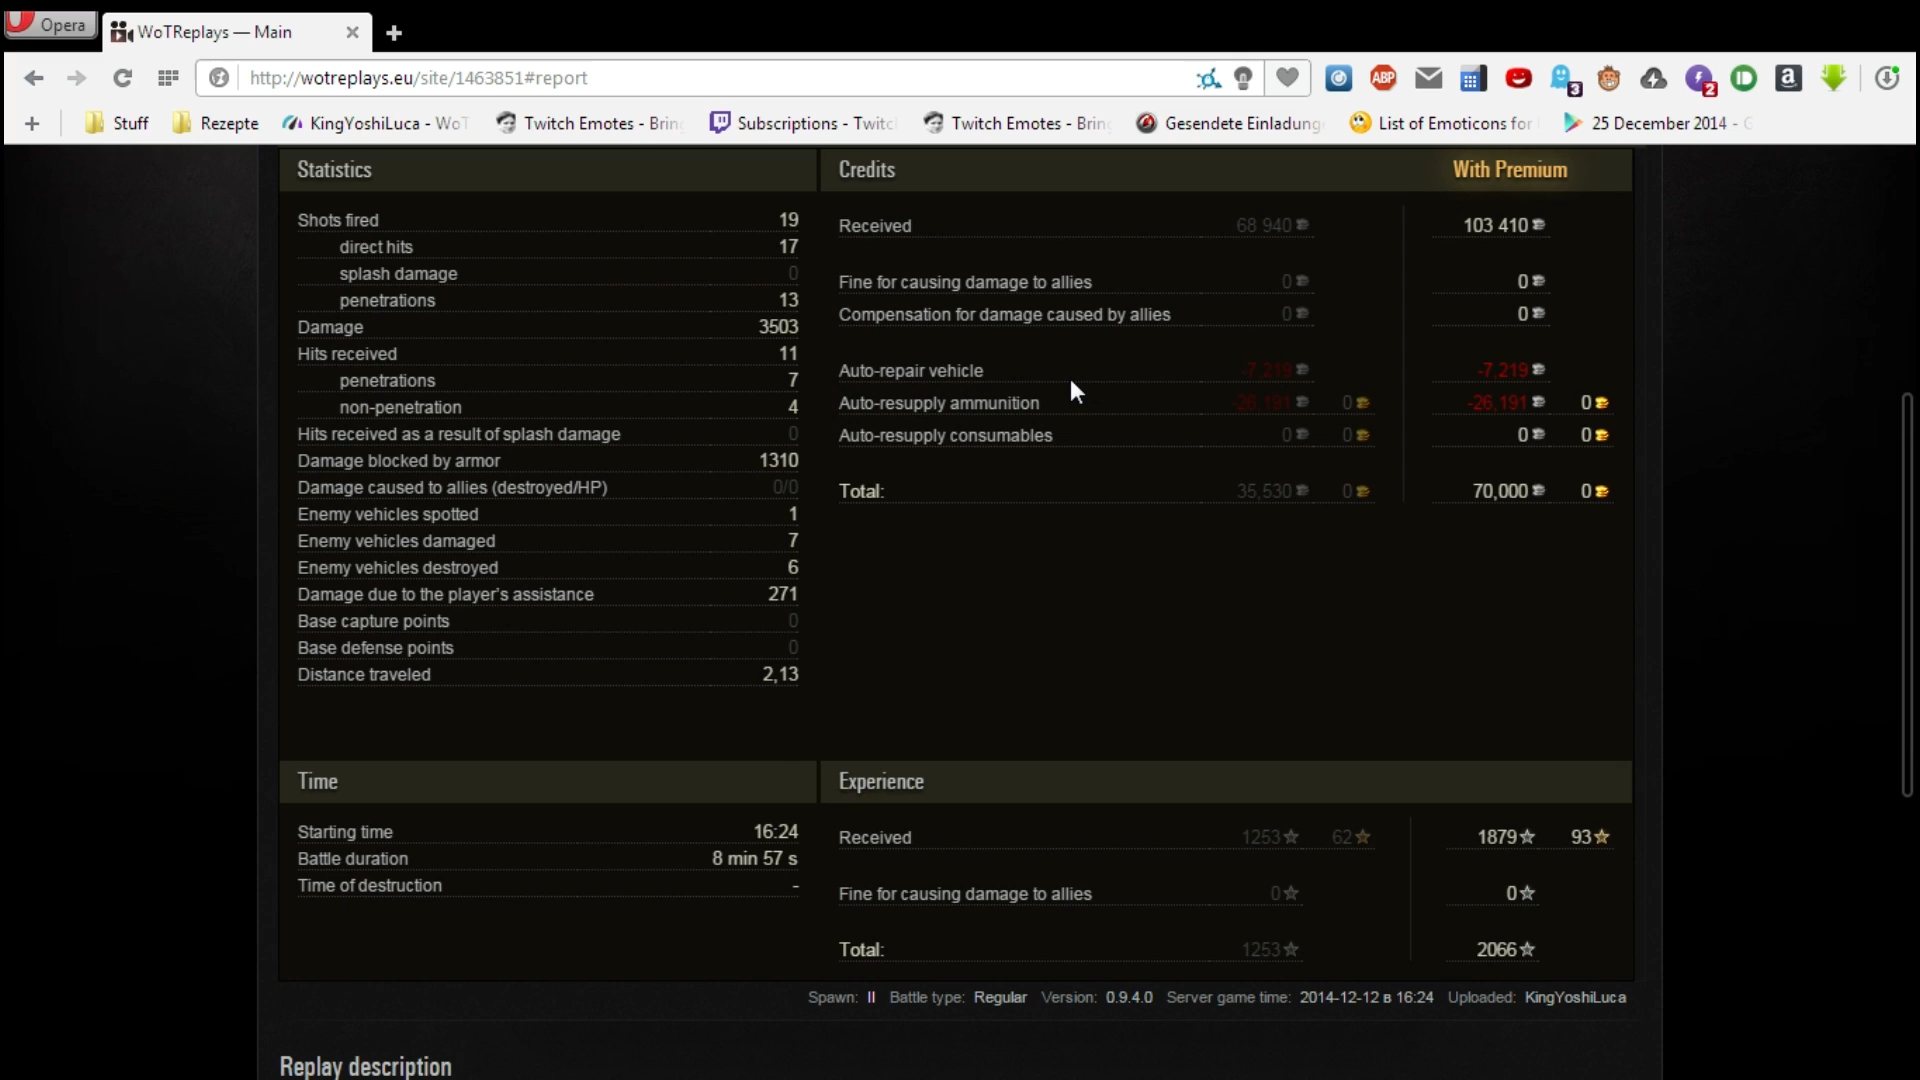 Opera
WoTReplays — Main
http://wotreplays.eu/site/1463851#report
ABP
3
2
a
Stuff
Rezepte
KingYoshiLuca - WoT
Twitch Emotes - Bring
Subscriptions - Twitc
Twitch Emotes - Bring
Gesendete Einladung
List of Emoticons for
25 December 2014 - G
Statistics
Credits With Premium
Shots fired 19
direct hits 17
splash damage 0
penetrations 13
Damage 3503
Hits received 11
penetrations 7
non-penetration 4
Hits received as a result of splash damage 0
Damage blocked by armor 1310
Damage caused to allies (destroyed/HP) 0/0
Enemy vehicles spotted 1
Enemy vehicles damaged 7
Enemy vehicles destroyed 6
Damage due to the player's assistance 271
Base capture points 0
Base defense points 0
Distance traveled 2,13
Received 68 940 103 410
Fine for causing damage to allies 0 0
Compensation for damage caused by allies 0 0
Auto-repair vehicle -7,219 -7,219
Auto-resupply ammunition -26,191 0 -26,191 0
Auto-resupply consumables 0 0 0 0
Total: 35,530 0 70,000 0
Time
Starting time 16:24
Battle duration 8 min 57 s
Time of destruction -
Experience
Received 1253 62 1879 93
Fine for causing damage to allies 0 0
Total: 1253 2066
Spawn: II Battle type: Regular Version: 0.9.4.0 Server game time: 2014-12-12 в 16:24 Uploaded: KingYoshiLuca
Replay description